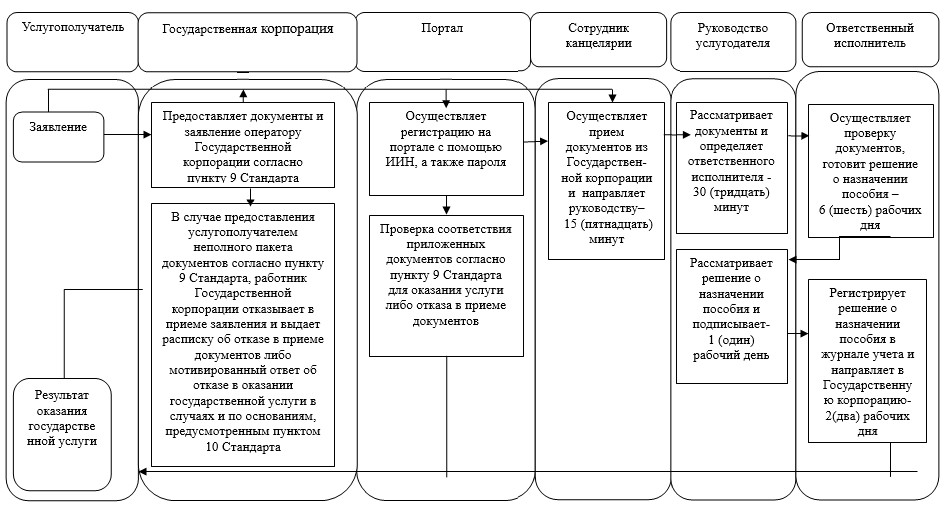 Услугополучатель
Государственная корпорация
Портал
Сотрудник
канцелярии
Руководство
услугодателя
Ответственный
исполнитель
Заявление
Предоставляет документы и
заявление оператору
Государственной
корпорации согласно
пункту 9 Стандарта
В случае предоставления
услугополучателем
неполного пакета
документов согласно пункту
9 Стандарта, работник
Государственной
корпорации отказывает в
приеме заявления и выдает
расписку об отказе в приеме
документов либо
мотивированный ответ об
отказе в оказании
государственной услуги в
случаях и по основаниям,
предусмотренным пунктом
10 Стандарта
Осуществляет
регистрацию на
портале с помощью
ИИН, а также пароля
Проверка соответствия
приложенных
документов согласно
пункту 9 Стандарта
для оказания услуги
либо отказа в приеме
документов
Осуществляет
прием
документов из
Государствен-
ной корпорации
и направляет
руководству–
15 (пятнадцать)
минут
Рассматривает
документы и
определяет
ответственного
исполнителя -
30 (тридцать)
минут
Рассматривает
решение о
назначении
пособия и
подписывает-
1 (один)
рабочий день
Осуществляет
проверку
документов,
готовит решение
о назначении
пособия –
6 (шесть) рабочих
дня
Регистрирует
решение о
назначении
пособия в
журнале учета и
направляет в
Государственну
ю корпорацию-
2(два) рабочих
дня
Результат
оказания
государстве
нной услуги